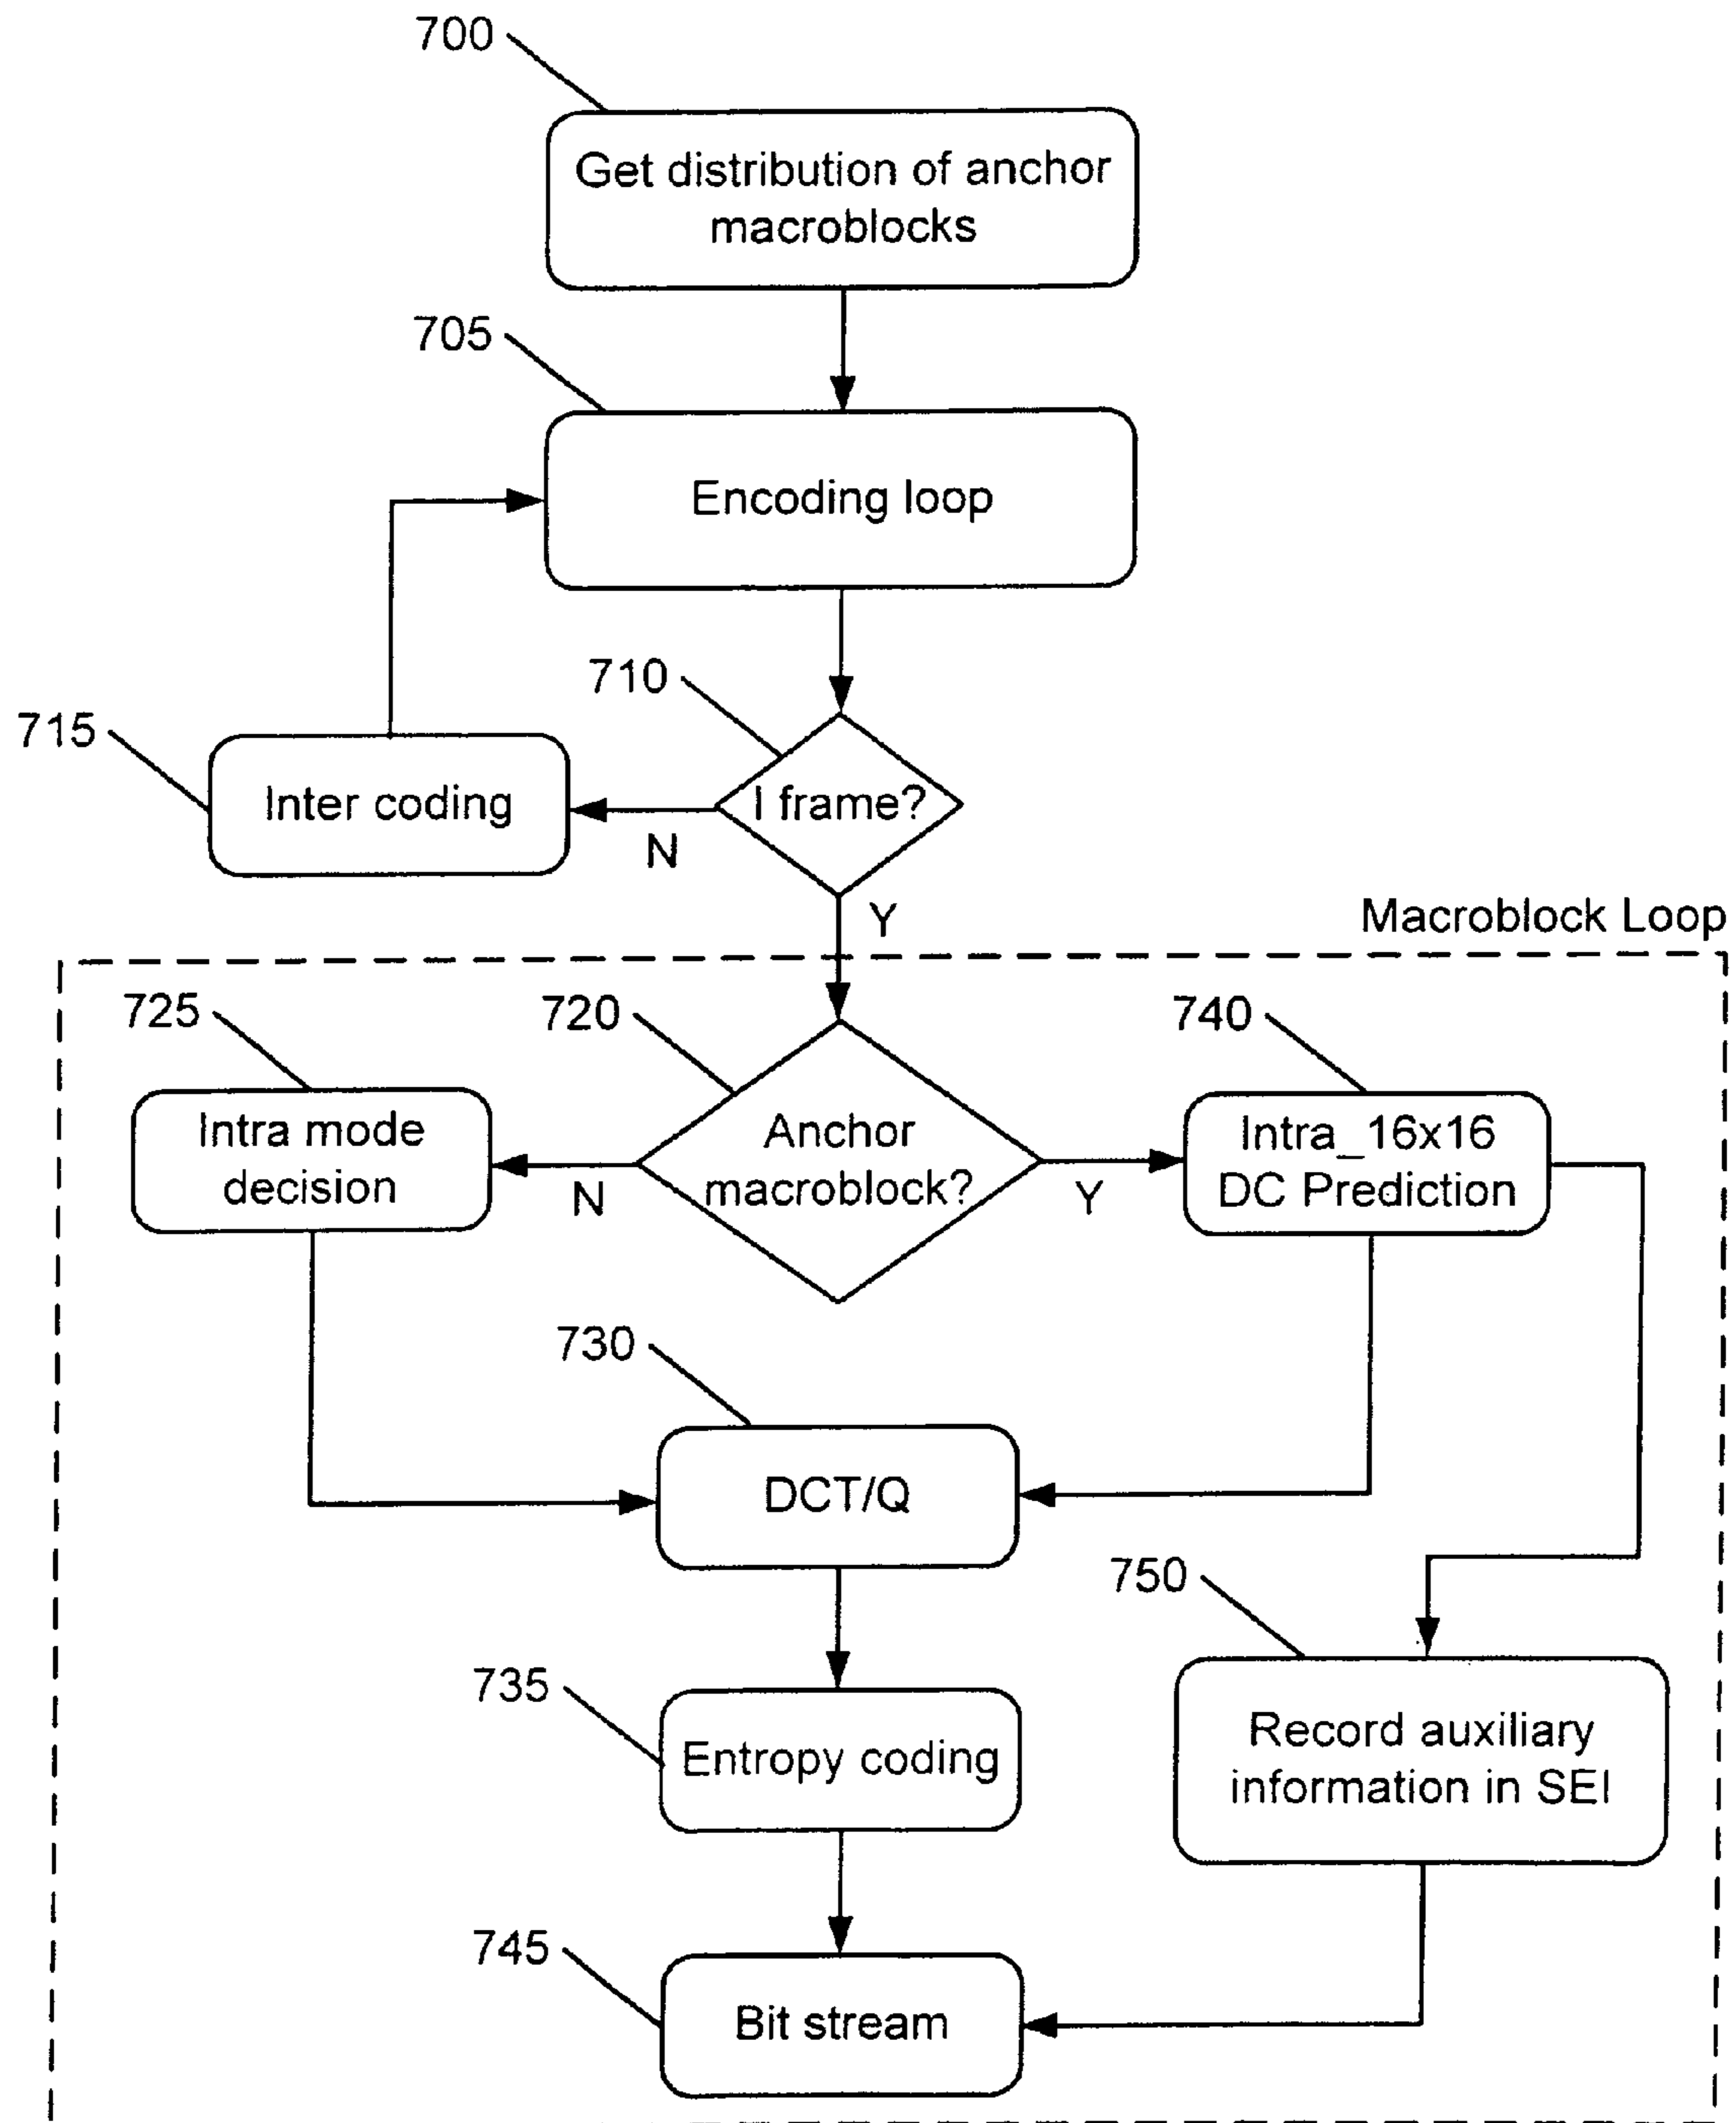 700
Get distribution of anchor
macroblocks
705
Encoding loop
710
715
Inter coding
I frame?
N
Y
Macroblock Loop
725
720
740
Intra mode
decision
Anchor
macroblock?
Intra_16x16
DC Prediction
N
Y
730
DCT/Q
750
735
Entropy coding
Record auxiliary
information in SEI
745
Bit stream